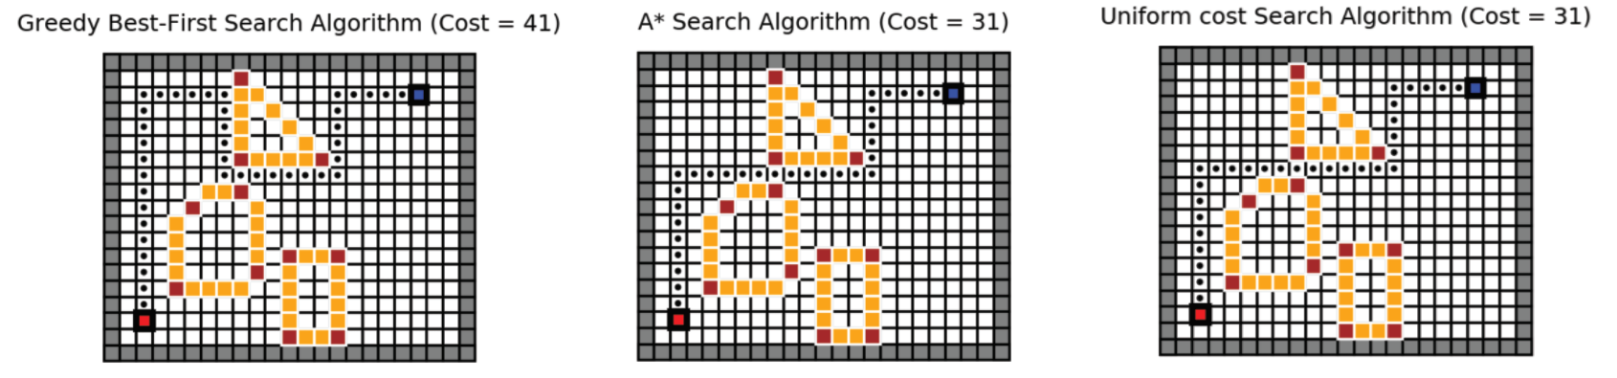 Greedy Best-First Search Algorithm (Cost = 41)
A* Search Algorithm (Cost = 31)
Uniform cost Search Algorithm (Cost = 31)